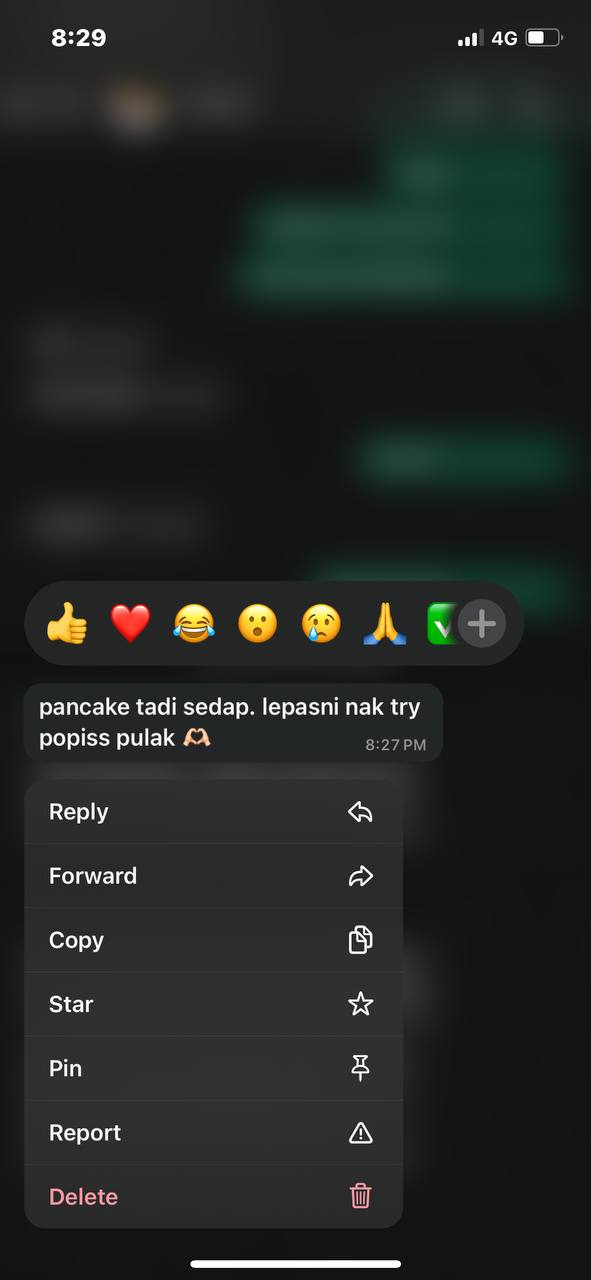 8:29
4G
pancake tadi sedap. lepasni nak try
popiss pulak 🫶🏻
8:27 PM
Reply
Forward
Copy
Star
Pin
Report
Delete